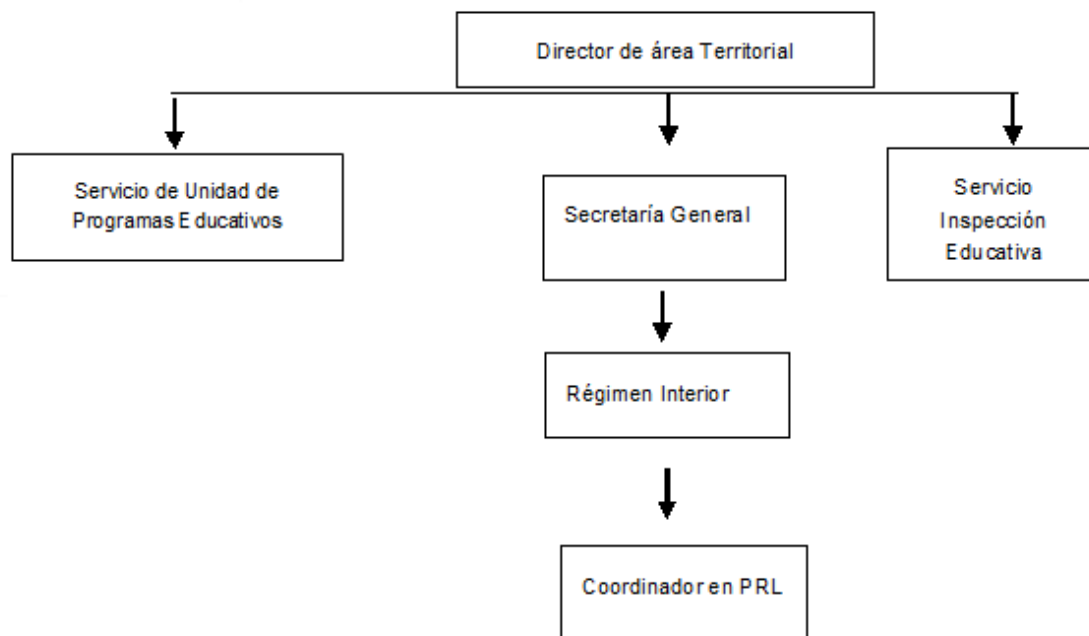 Director de área Territorial
Servicio de Unidad de
Programas Educativos
Secretaría General
Servicio
Inspección
Educativa
Régimen Interior
Coordinador en PRL